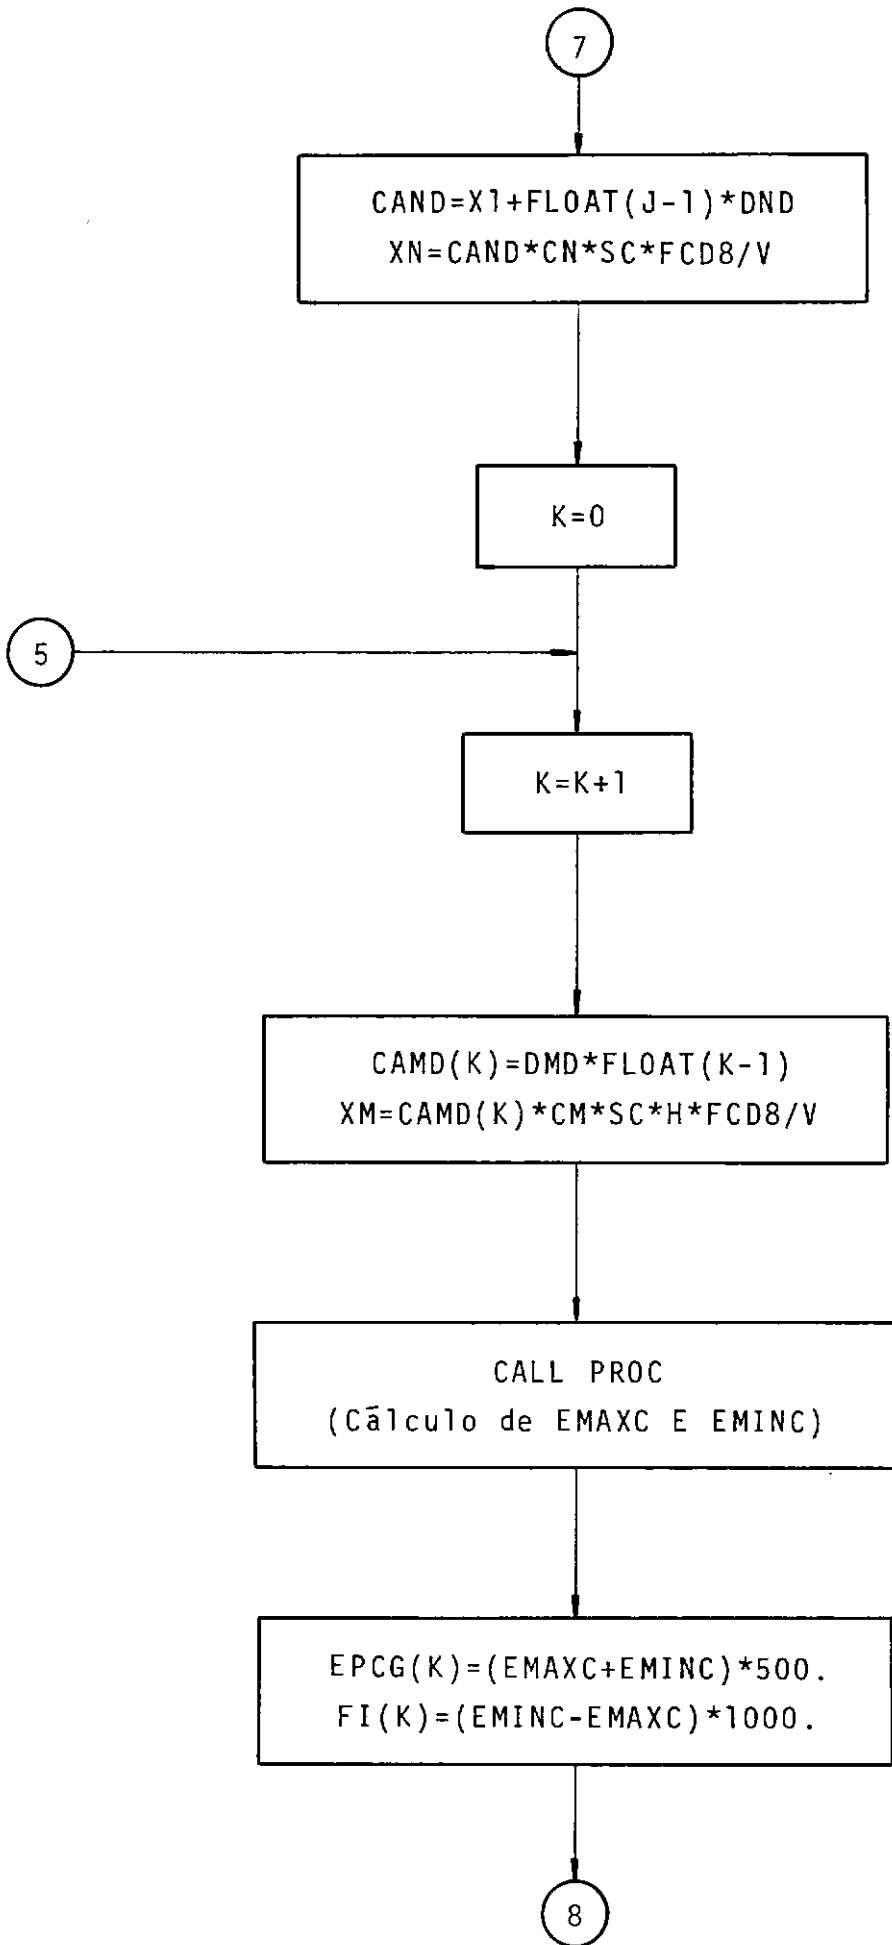 7
CAND=X1+FLOAT(J-1)*DND
XN=CAND*CN*SC*FCD8/V
K=0
5
K=K+1
CAMD(K)=DMD*FLOAT(K-1)
XM=CAMD(K)*CM*SC*H*FCD8/V
CALL PROC
(Cālculo de EMAXC E EMINC)
EPCG(K)=(EMAXC+EMINC)*500.
FI(K)=(EMINC-EMAXC)*1000.
8